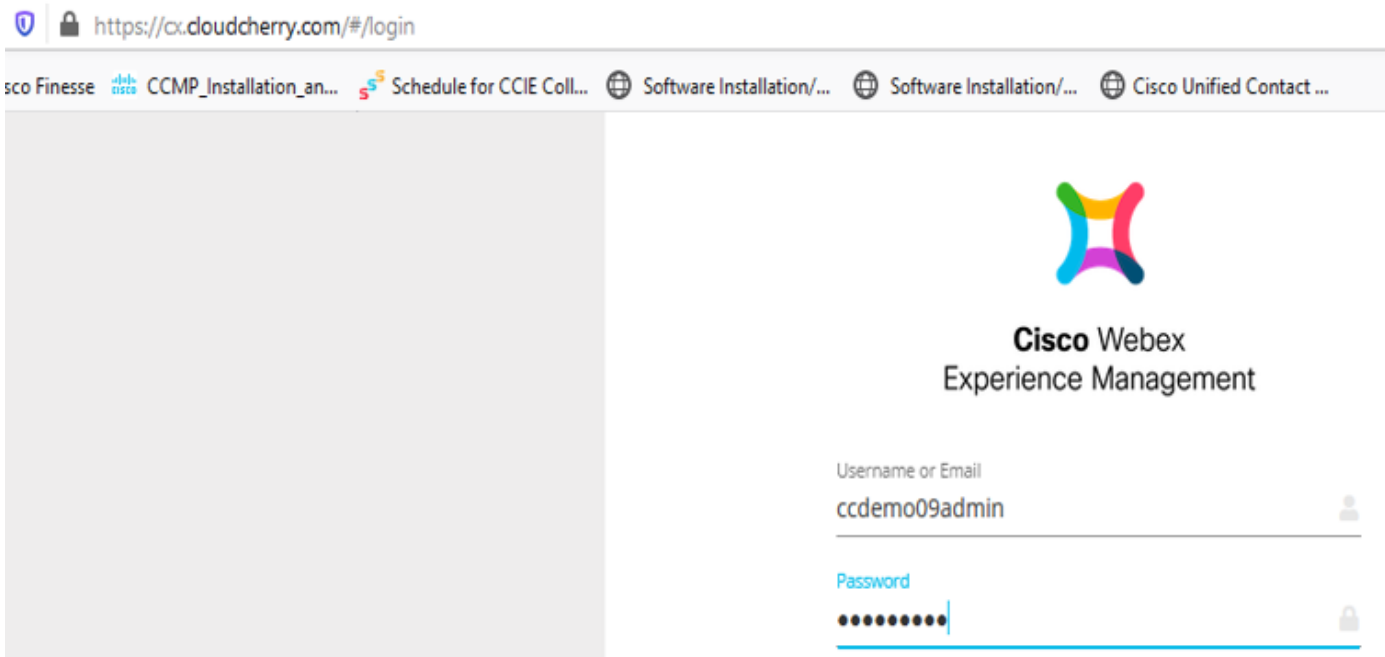 https://cx.cloudcherry.com/#/login
sco Finesse CCMP_Installation_an... Schedule for CCIE Coll... Software Installation/... Software Installation/... Cisco Unified Contact ...
Cisco Webex
Experience Management
Username or Email
ccdemo09admin
Password
•••••••••